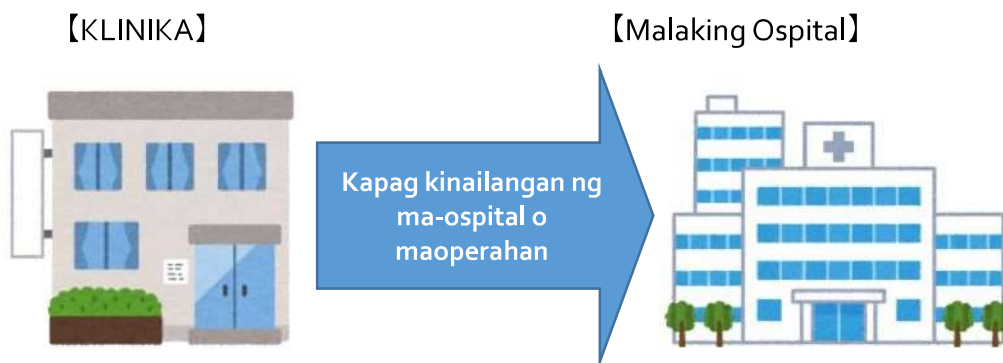 【KLINIKA】
【Malaking Ospital】
Kapag kinailangan ng
ma-ospital o
maoperahan